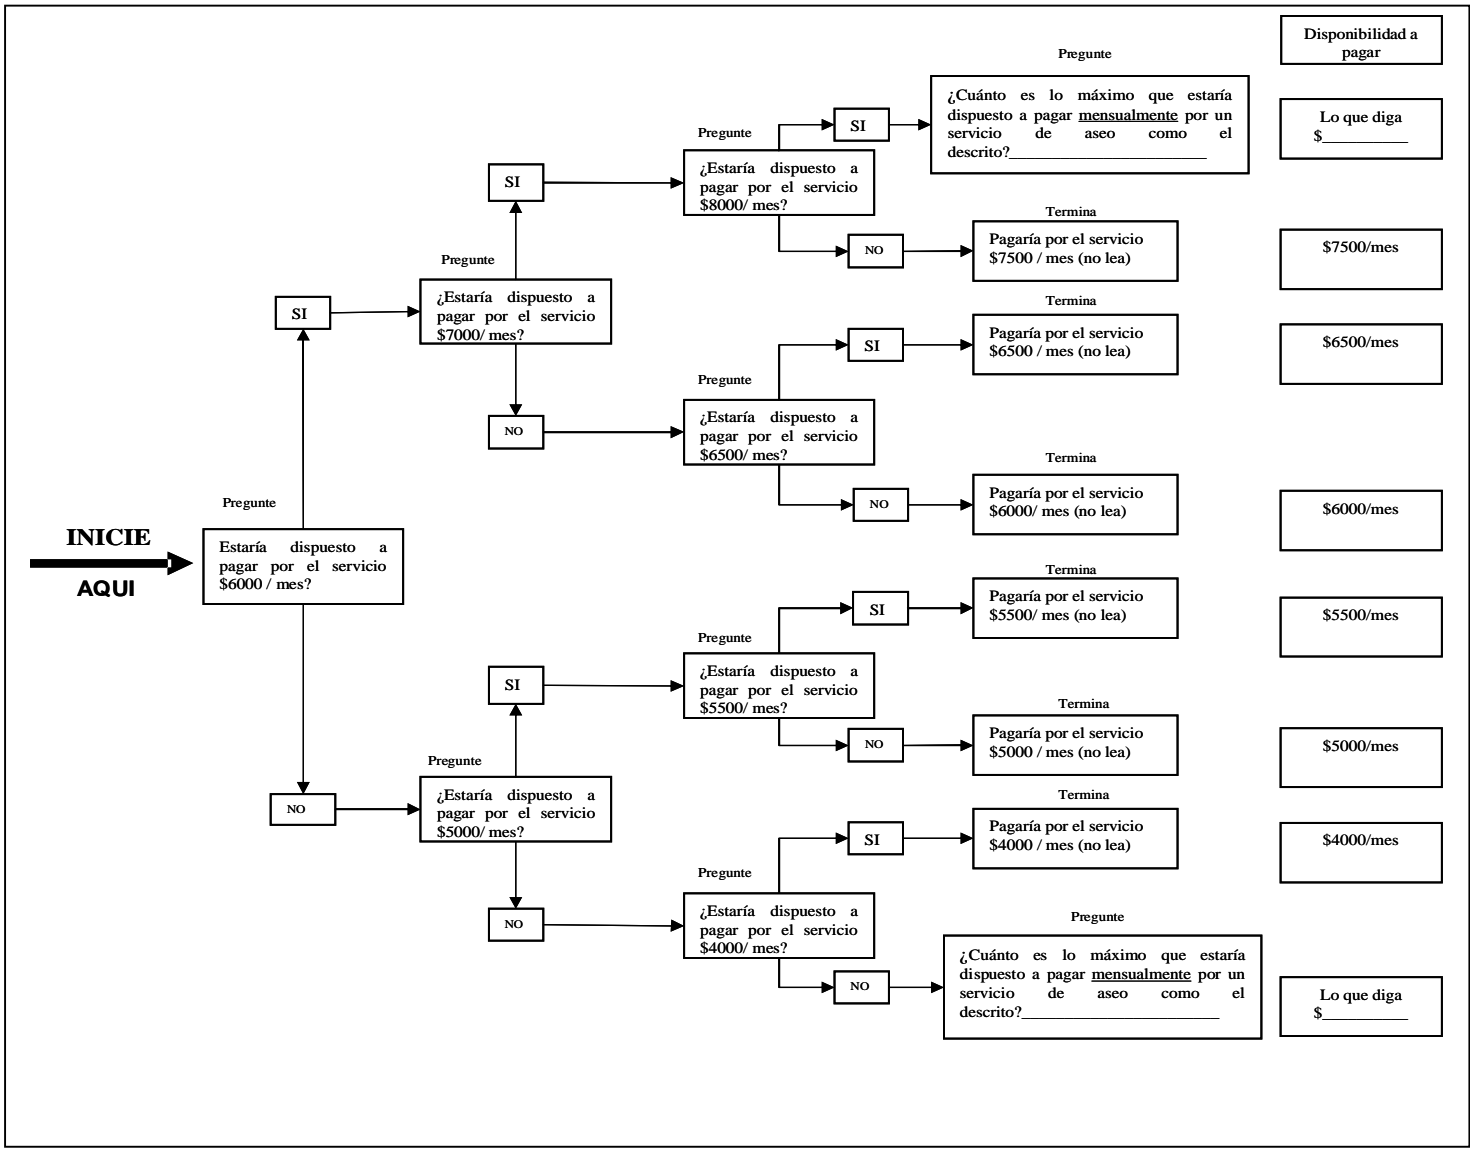 Disponibilidad a
pagar
Pregunte
¿Cuánto es lo máximo que estaría
dispuesto a pagar mensualmente por un
servicio de aseo como el
descrito?_________________________
Lo que diga
$___________
SI
Pregunte
¿Estaría dispuesto a
pagar por el servicio
$8000/ mes?
SI
NO
Termina
Pagaría por el servicio
$7500 / mes (no lea)
$7500/mes
Pregunte
¿Estaría dispuesto a
pagar por el servicio
$7000/ mes?
SI
Termina
Pagaría por el servicio
$6500 / mes (no lea)
$6500/mes
SI
Pregunte
¿Estaría dispuesto a
pagar por el servicio
$6500/ mes?
NO
Termina
Pagaría por el servicio
$6000/ mes (no lea)
$6000/mes
NO
Pregunte
INICIE
AQUI
Estaría dispuesto a
pagar por el servicio
$6000 / mes?
Termina
Pagaría por el servicio
$5500/ mes (no lea)
$5500/mes
SI
Pregunte
¿Estaría dispuesto a
pagar por el servicio
$5500/ mes?
SI
Termina
Pagaría por el servicio
$5000 / mes (no lea)
$5000/mes
NO
Pregunte
¿Estaría dispuesto a
pagar por el servicio
$5000/ mes?
NO
Termina
Pagaría por el servicio
$4000 / mes (no lea)
$4000/mes
SI
Pregunte
¿Estaría dispuesto a
pagar por el servicio
$4000/ mes?
NO
Pregunte
¿Cuánto es lo máximo que estaría
dispuesto a pagar mensualmente por un
servicio de aseo como el
descrito?_________________________
NO
Lo que diga
$___________